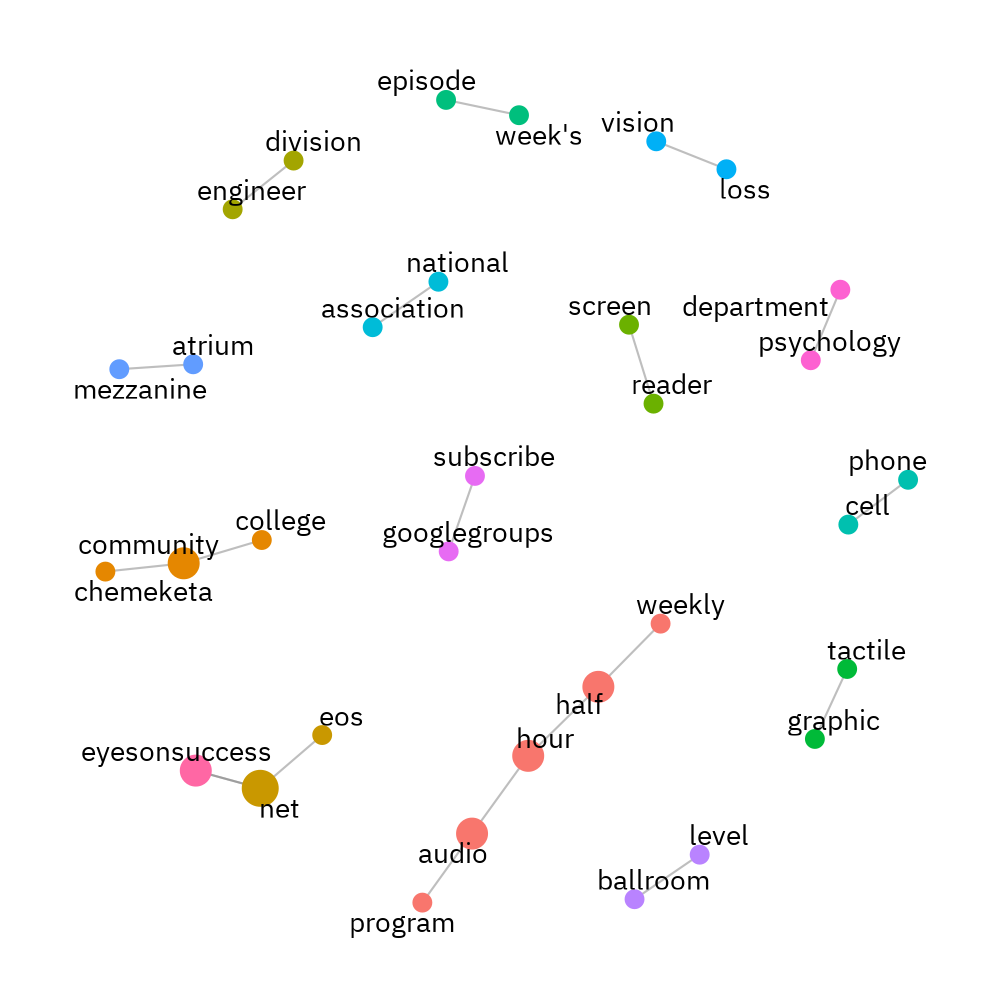 episode
week's
vision
loss
division
engineer
national
association
screen
reader
department
psychology
atrium
mezzanine
subscribe
googlegroups
phone
cell
college
community
chemeketa
weekly
half
hour
audio
program
tactile
graphic
eos
eyesonsuccess
net
level
ballroom